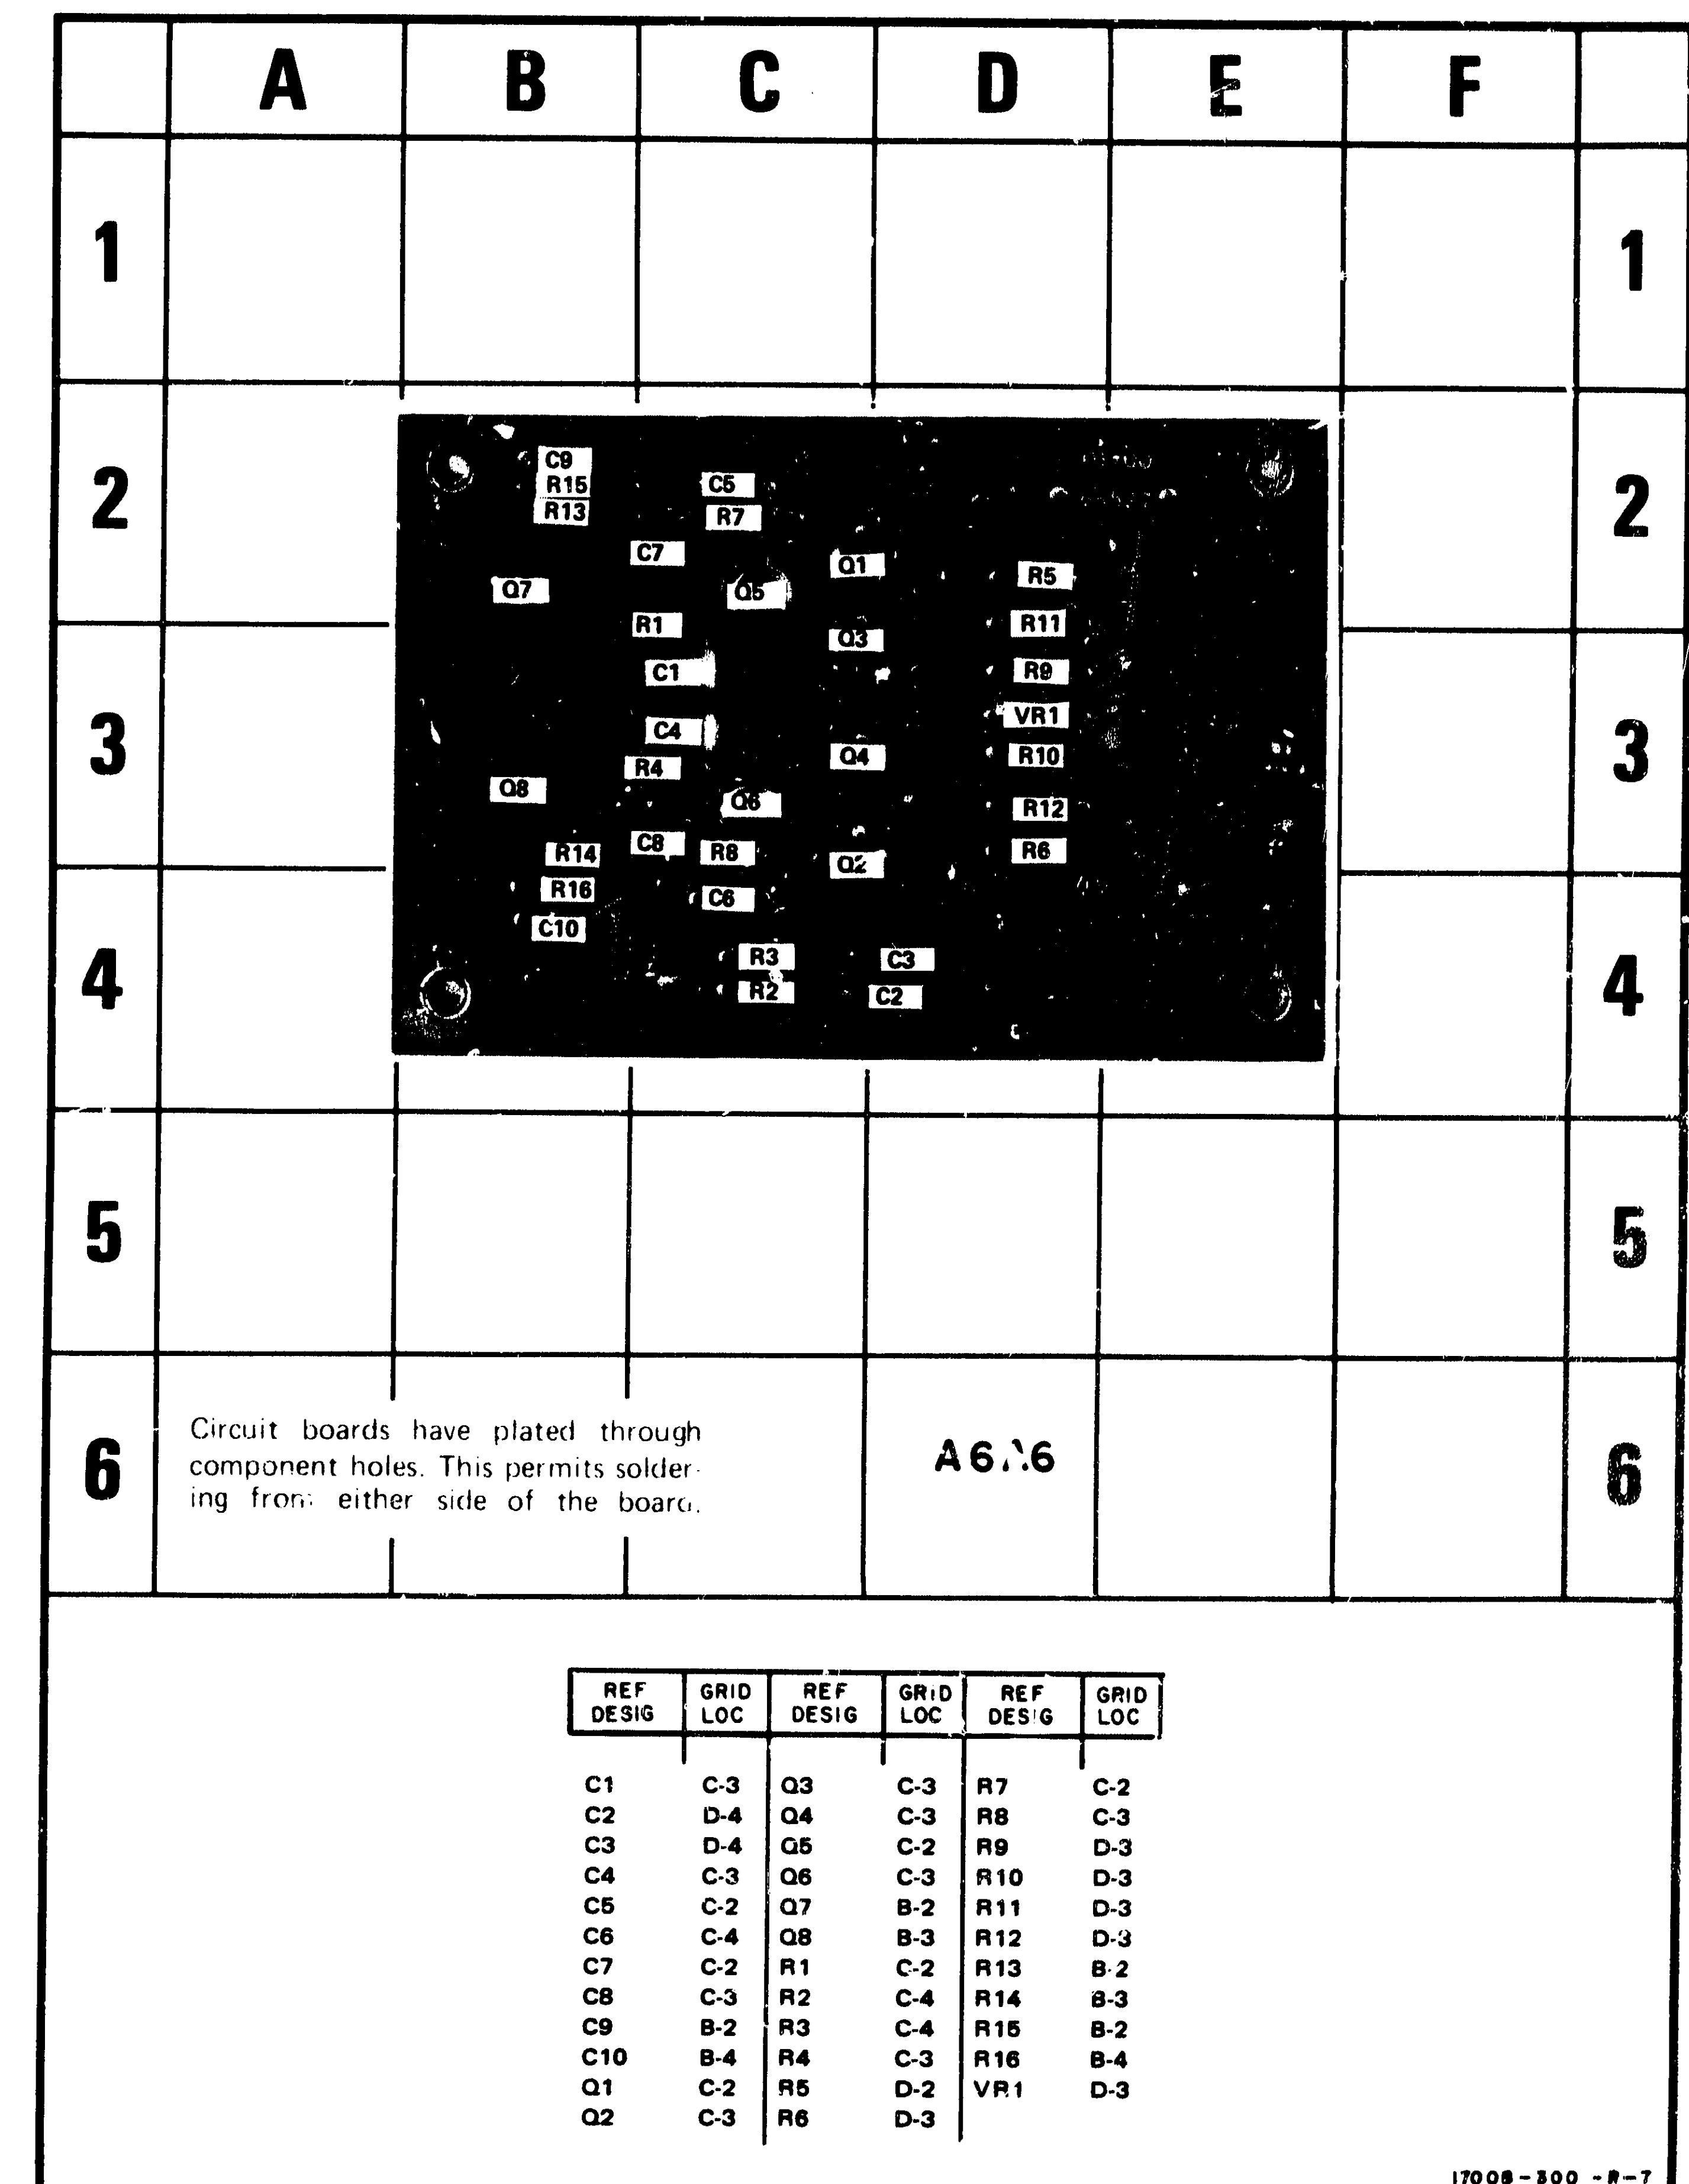 A B C D E F
1 1
2 2
C9
R15 C5
R13 R7
C7
Q1
R5
Q7 Q5
R1 R11
Q3
C1 R9
VR1
3 3
C4
R4 Q4 R10
Q8 Q6
R12
C8
R14 R8 R6
Q2
R16 C6
C10
R3 C3
R2 C2
4 4
5 5
6 6
Circuit boards have plated through
component holes. This permits solder-
ing from either side of the board.
REF DESIG GRID LOC REF DESIG GRID LOC REF DESIG GRID LOC
C1 C-3 Q3 C-3 R7 C-2
C2 D-4 Q4 C-3 R8 C-3
C3 D-4 Q5 C-2 R9 D-3
C4 C-3 Q6 C-3 R10 D-3
C5 C-2 Q7 B-2 R11 D-3
C6 C-4 Q8 B-3 R12 D-3
C7 C-2 R1 C-2 R13 B-2
C8 C-3 R2 C-4 R14 B-3
C9 B-2 R3 C-4 R15 B-2
C10 B-4 R4 C-3 R16 B-4
Q1 C-2 R5 D-2 VR1 D-3
Q2 C-3 R6 D-3